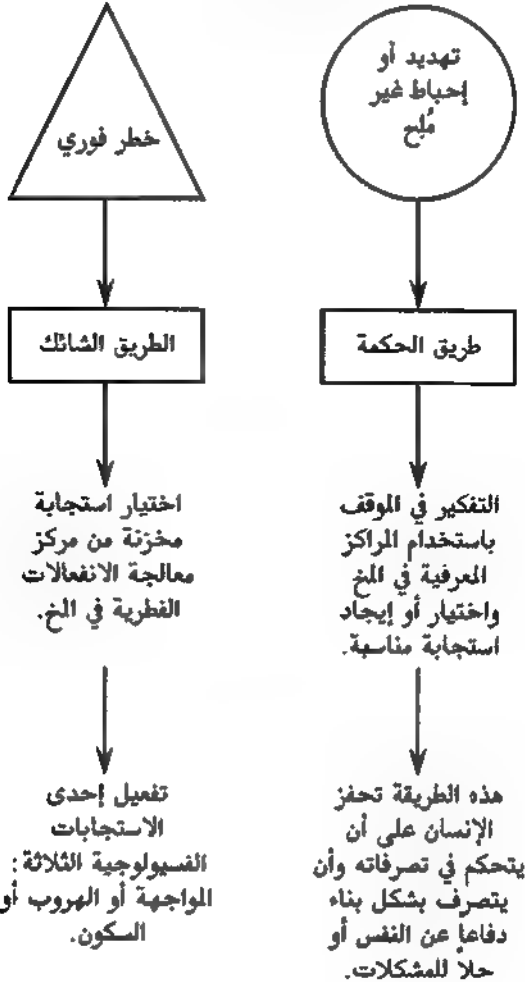 تهديد أو
إحباط غير
مُلِح
طريق الحكمة
التفكير في الموقف
باستخدام المراكز
المعرفية في المخ
واختيار أو إيجاد
استجابة مناسبة.
هذه الطريقة تحفز
الإنسان على أن
يتحكم في تصرفاته وأن
يتصرف بشكل بناء
دفاعاً عن النفس أو
حلاً للمشكلات.
خطر فوري
الطريق الشائك
اختيار استجابة
مخزنة من مركز
معالجة الانفعالات
الفطرية في المخ.
تفعيل إحدى
الاستجابات
الفسيولوجية الثلاثة:
المواجهة أو الهروب أو
السكون.